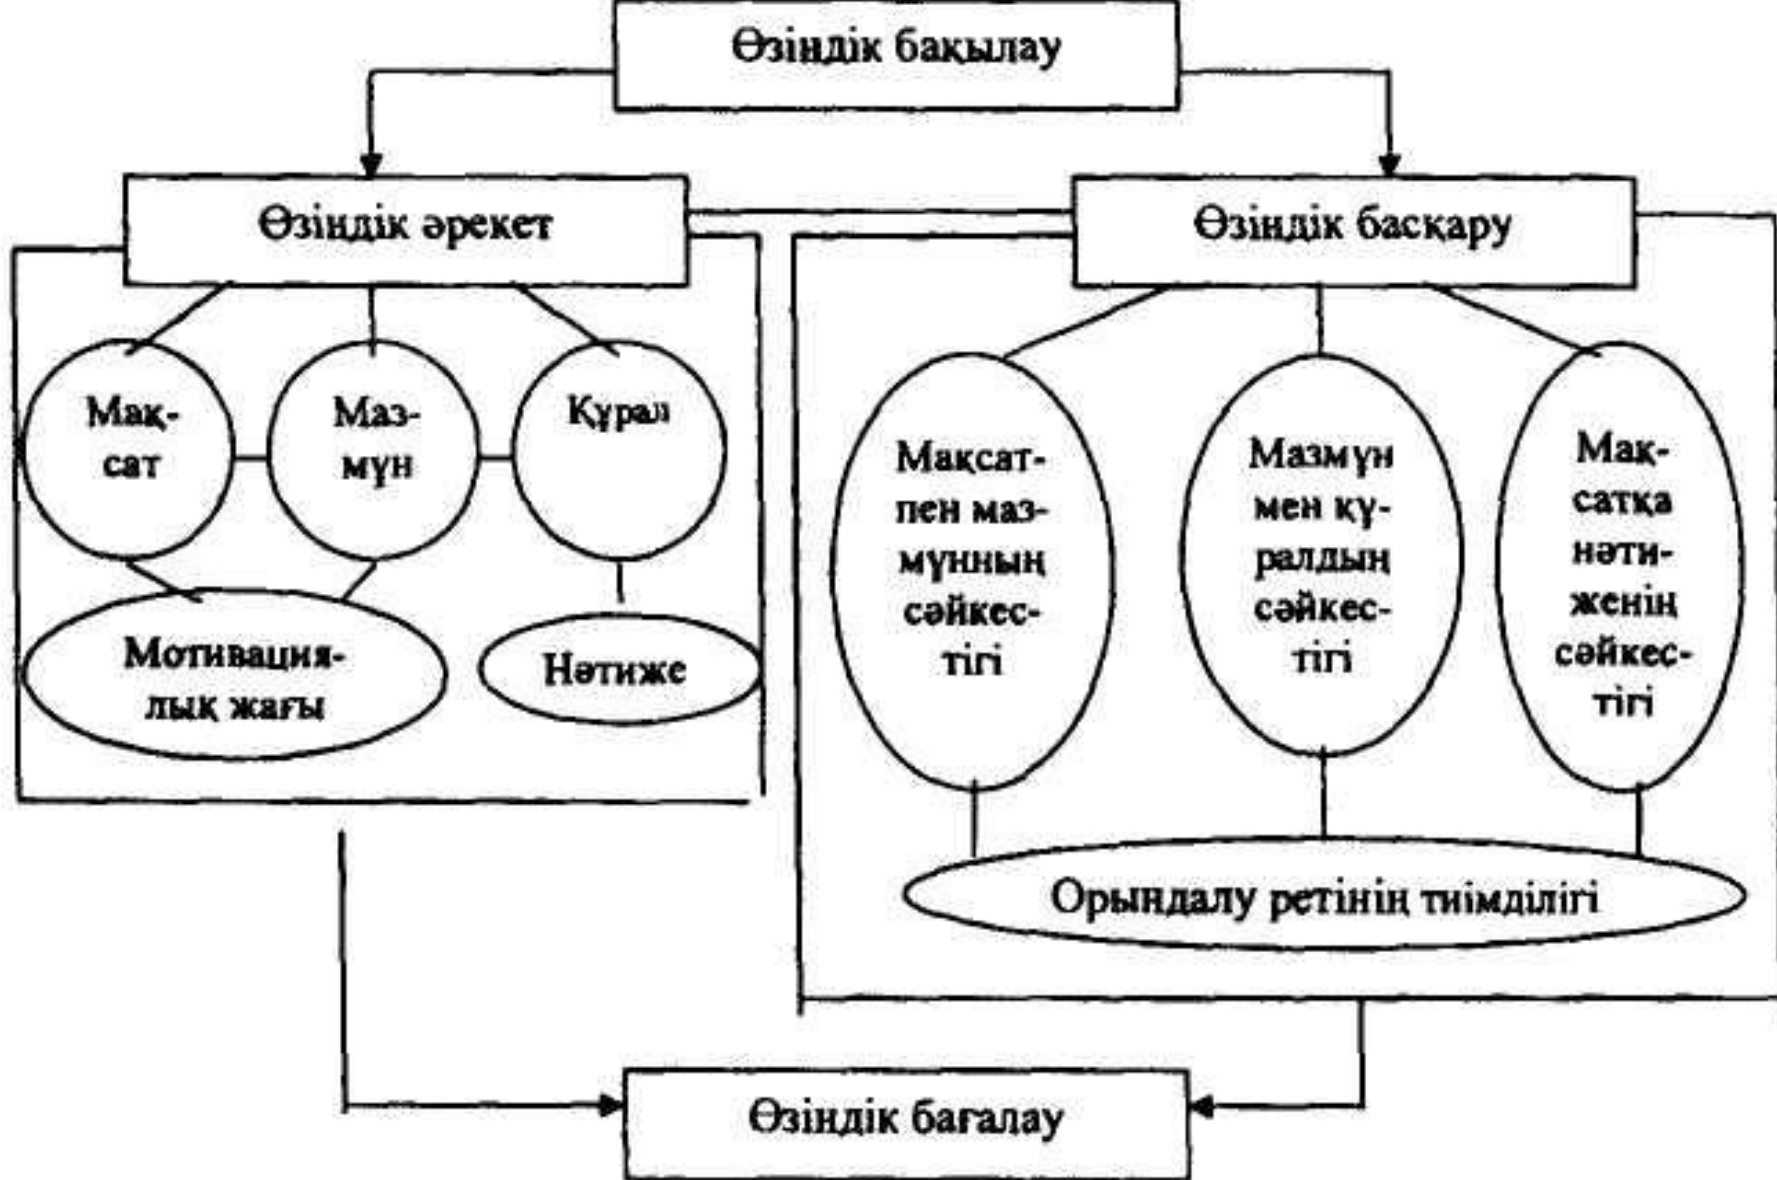 Өзіндік бақылау
Өзіндік әрекет
Өзіндік басқару
Мақ-
сат
Маз-
мұн
Құрал
Мотивация-
лық жағы
Нәтиже
Мақсат-
пен маз-
мұнның
сәйкес-
тігі
Мазмұн
мен құ-
ралдың
сәйкес-
тігі
Мақ-
сатқа
нәти-
женің
сәйкес-
тігі
Орындалу ретінің тиімділігі
Өзіндік бағалау